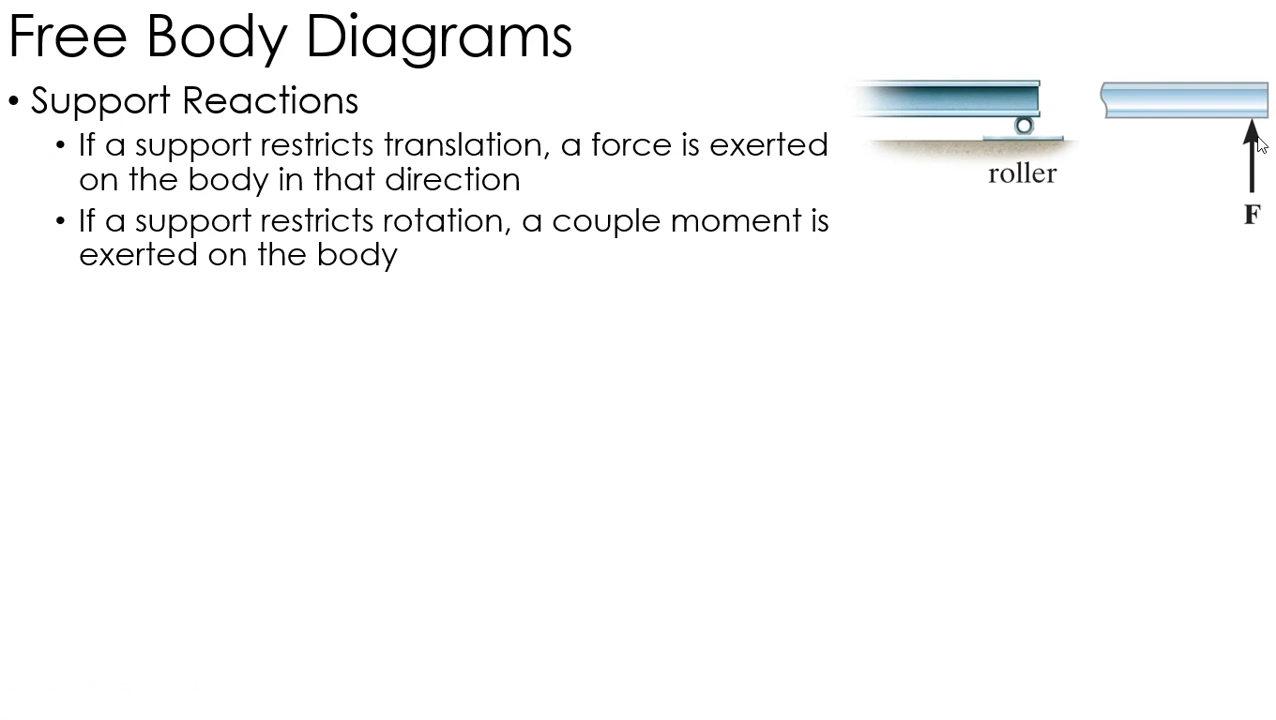 Free Body Diagrams
• Support Reactions
• If a support restricts translation, a force is exerted
on the body in that direction
• If a support restricts rotation, a couple moment is
exerted on the body
roller
F